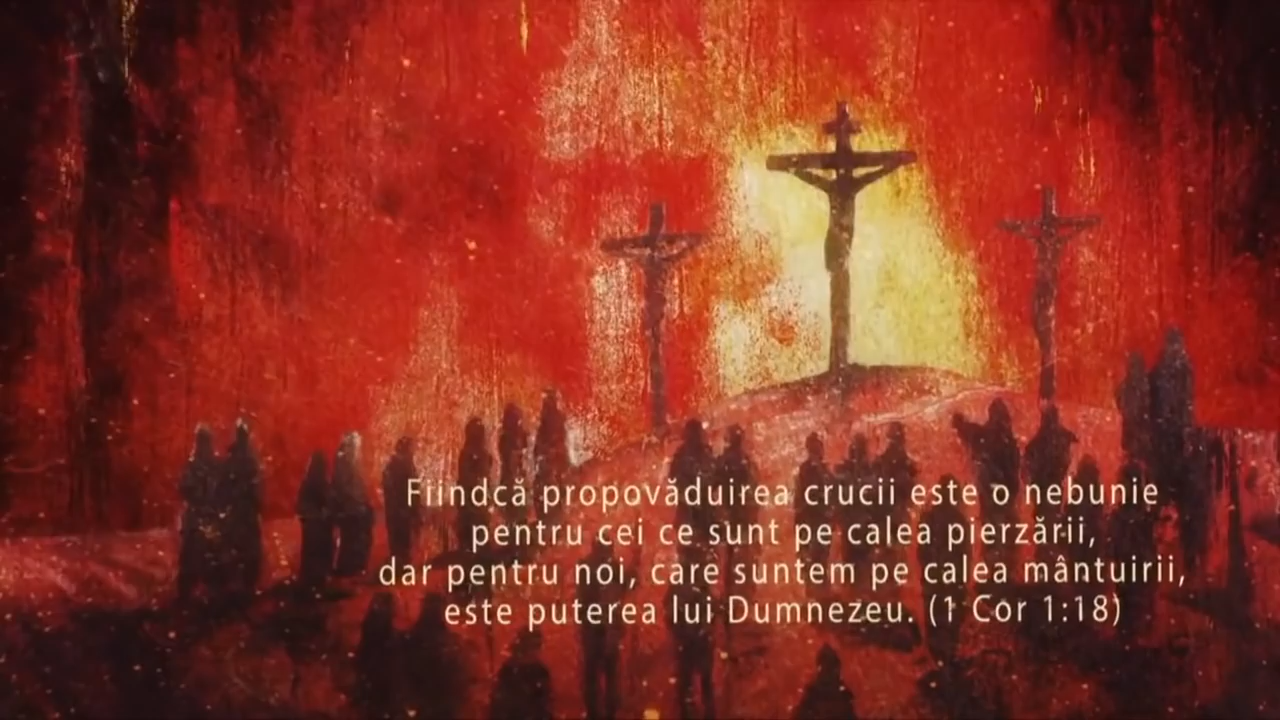 Fiindcă propovăduirea crucii este o nebunie
pentru cei ce sunt pe calea pierzării,
dar pentru noi, care suntem pe calea mântuirii,
este puterea lui Dumnezeu. (1 Cor 1:18)